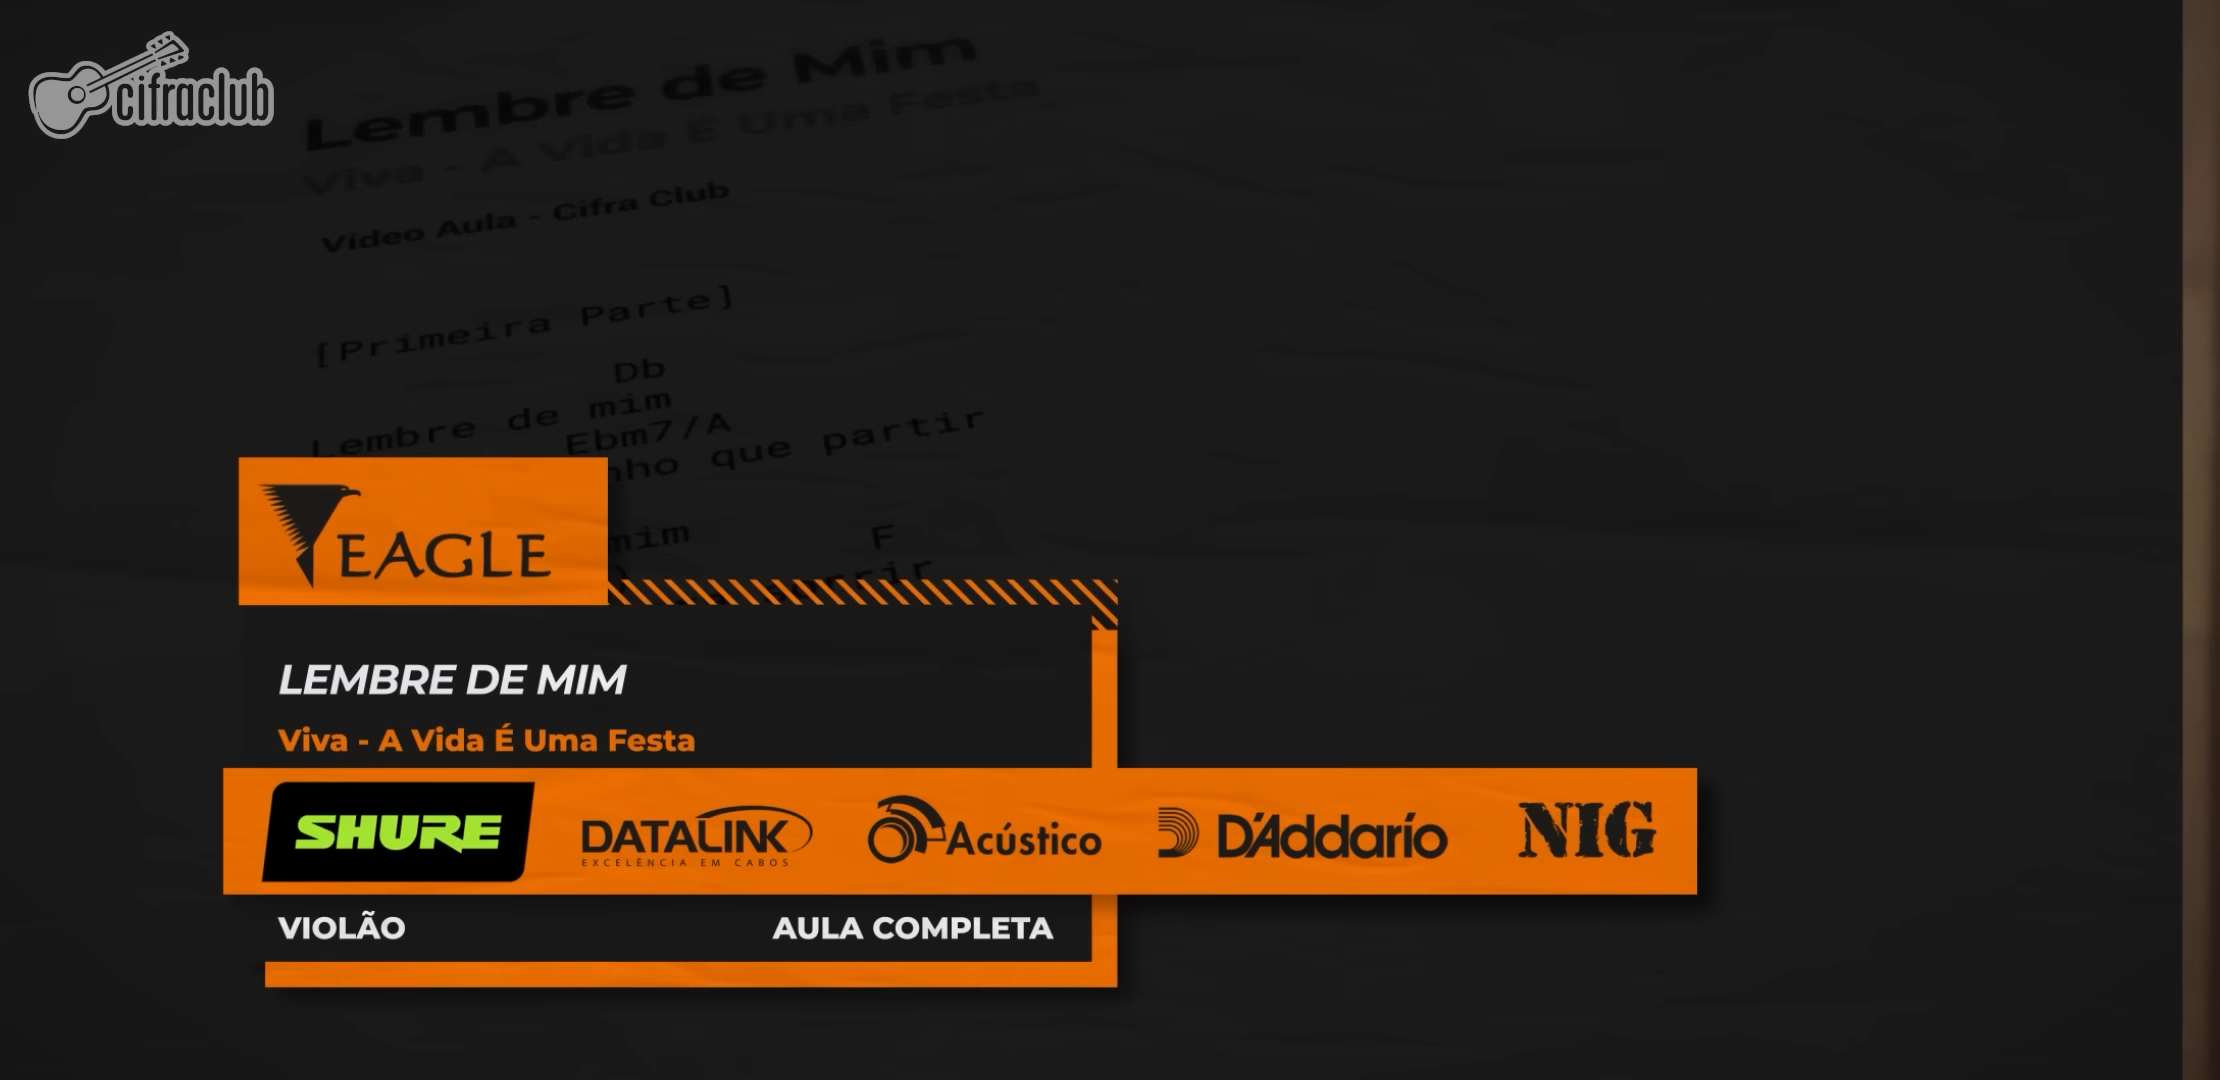 cifraclub
Lembre de Mim
Viva - A Vida É Uma Festa
Vídeo Aula - Cifra Club
[Primeira Parte]
Db
Lembre de mim
Ebm7/A
nho que partir
mim
F
EAGLE
LEMBRE DE MIM
Viva - A Vida É Uma Festa
SHURE
DATALINK
EXCELÊNCIA EM CABOS
Acústico
D'Addario
NIG
VIOLÃO
AULA COMPLETA